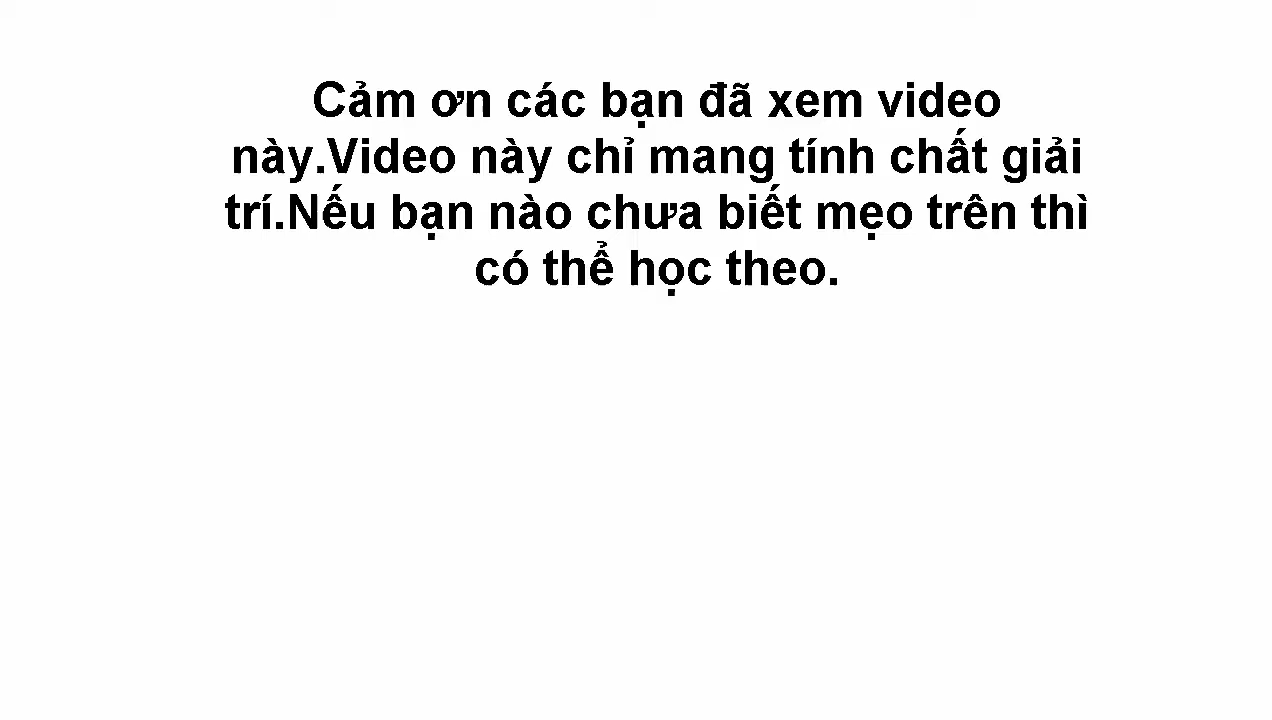 Cảm ơn các bạn đã xem video
này.Video này chỉ mang tính chất giải
trí.Nếu bạn nào chưa biết mẹo trên thì
có thể học theo.